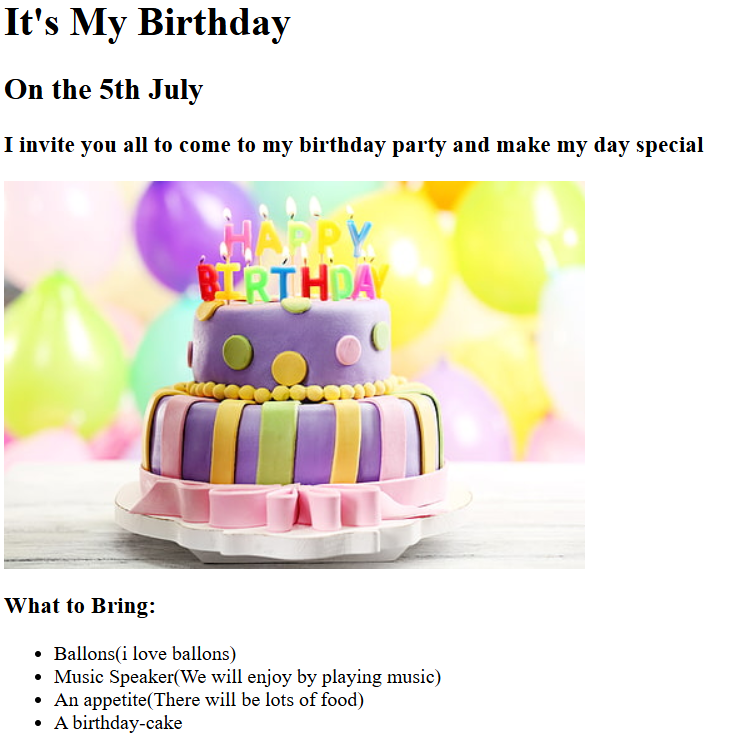 It's My Birthday
On the 5th July
I invite you all to come to my birthday party and make my day special
HAPPY
BIRTHDAY
What to Bring:
Ballons(i love ballons)
Music Speaker(We will enjoy by playing music)
An appetite(There will be lots of food)
A birthday-cake